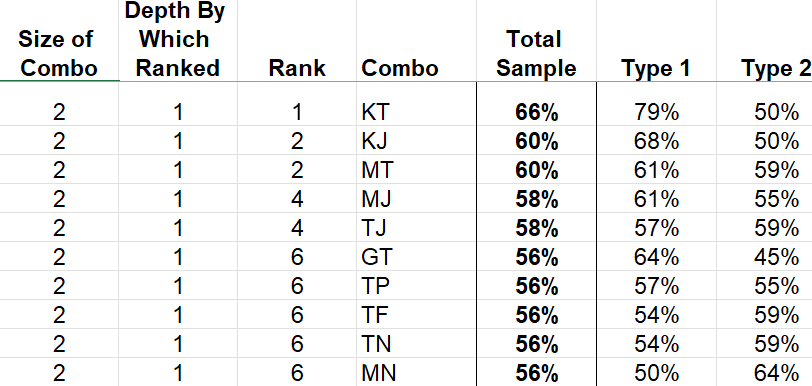 Size of Combo Depth By Which Ranked Rank Combo Total Sample Type 1 Type 2
2 1 1 KT 66% 79% 50%
2 1 2 KJ 60% 68% 50%
2 1 2 MT 60% 61% 59%
2 1 4 MJ 58% 61% 55%
2 1 4 TJ 58% 57% 59%
2 1 6 GT 56% 64% 45%
2 1 6 TP 56% 57% 55%
2 1 6 TF 56% 54% 59%
2 1 6 TN 56% 54% 59%
2 1 6 MN 56% 50% 64%